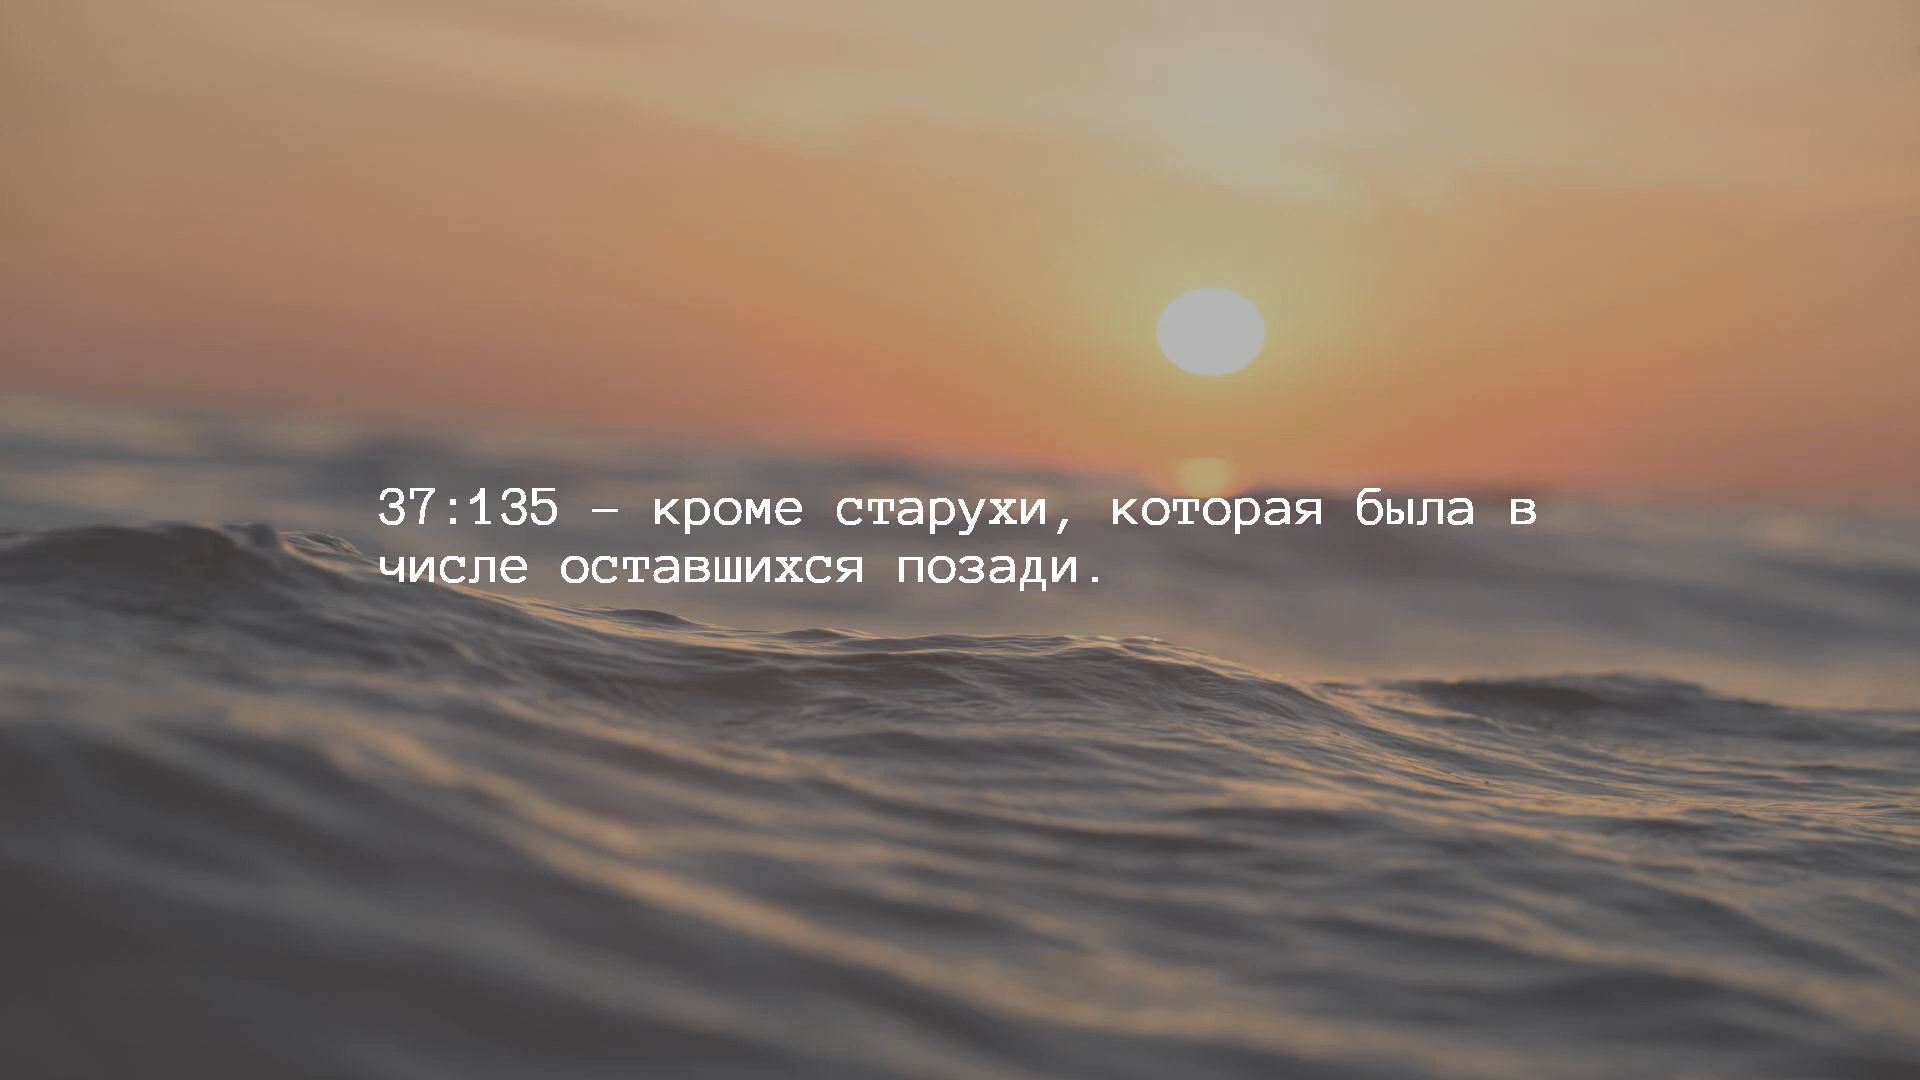 37:135 – кроме старухи, которая была в
числе оставшихся позади.